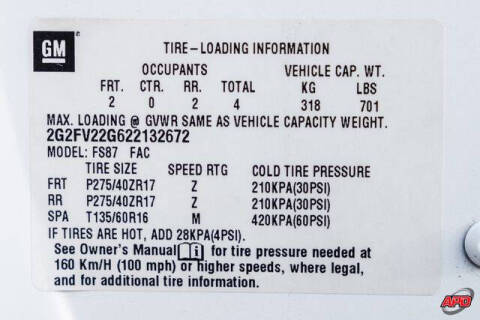 GM
TIRE-LOADING INFORMATION
OCCUPANTS VEHICLE CAP. WT.
FRT. CTR. RR. TOTAL KG LBS
2 0 2 4 318 701
MAX. LOADING @ GVWR SAME AS VEHICLE CAPACITY WEIGHT.
2G2FV22G622132672
MODEL: FS87 FAC
TIRE SIZE SPEED RTG COLD TIRE PRESSURE
FRT P275/40ZR17 Z 210KPA(30PSI)
RR P275/40ZR17 Z 210KPA(30PSI)
SPA T135/60R16 M 420KPA(60PSI)
IF TIRES ARE HOT, ADD 28KPA(4PSI).
See Owner's Manual for tire pressure needed at
160 Km/H (100 mph) or higher speeds, where legal,
and for additional tire information.
APO